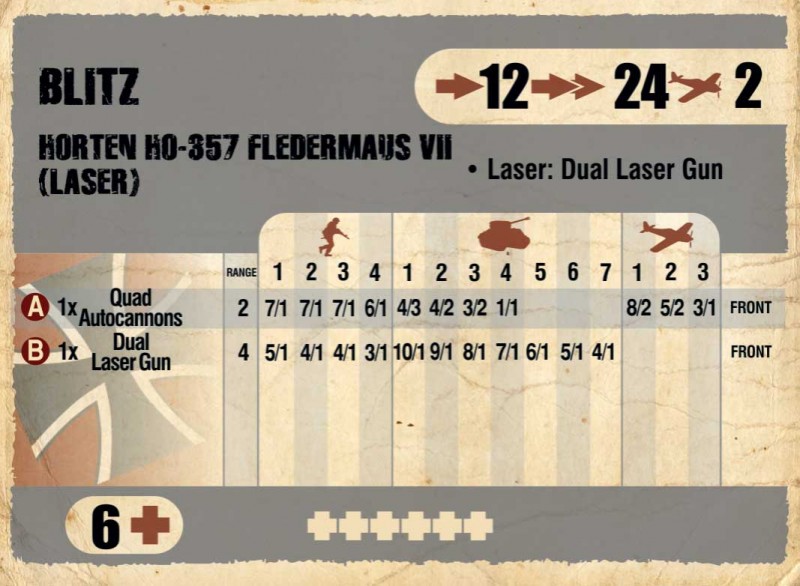 BLITZ
12 24 2
HORTEN HO-357 FLEDERMAUS VII
(LASER)
• Laser: Dual Laser Gun
RANGE 1 2 3 4 1 2 3 4 5 6 7 1 2 3
A 1x Quad Autocannons 2 7/1 7/1 7/1 6/1 4/3 4/2 3/2 1/1 8/2 5/2 3/1 FRONT
B 1x Dual Laser Gun 4 5/1 4/1 4/1 3/1 10/1 9/1 8/1 7/1 6/1 5/1 4/1 FRONT
6